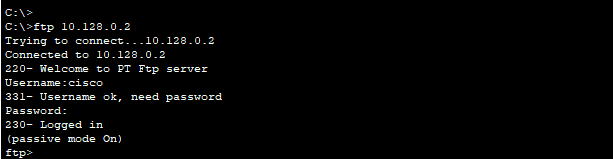 C:\>
C:\>ftp 10.128.0.2
Trying to connect...10.128.0.2
Connected to 10.128.0.2
220- Welcome to PT Ftp server
Username:cisco
331- Username ok, need password
Password:
230- Logged in
(passive mode On)
ftp>